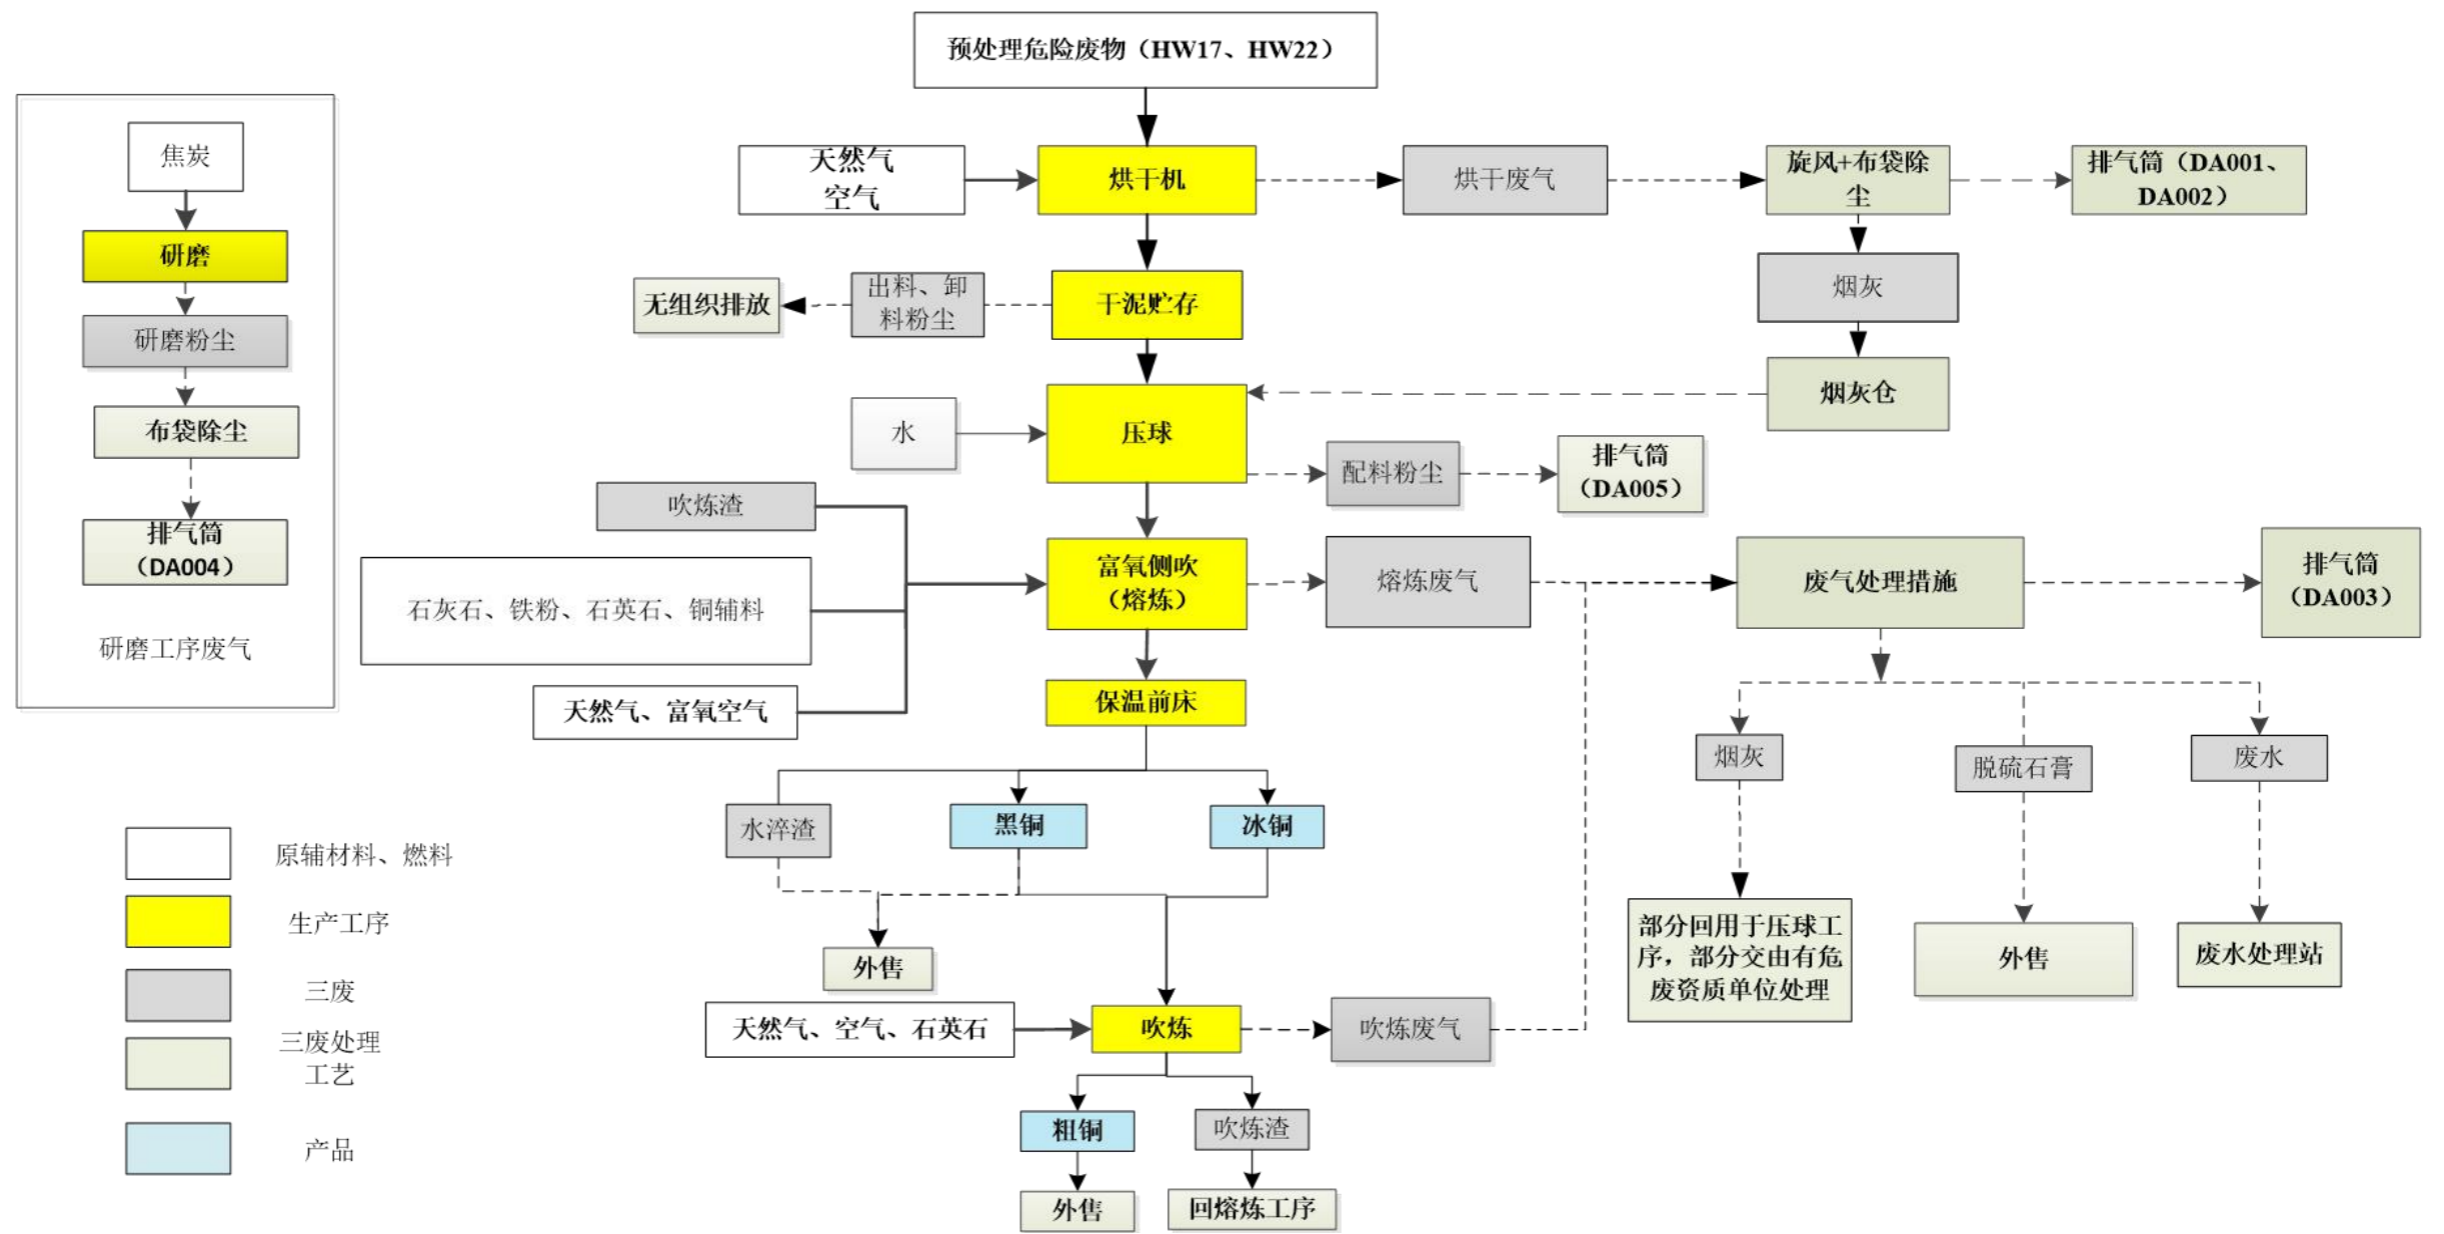 预处理危险废物（HW17、HW22）
焦炭
研磨
研磨粉尘
布袋除尘
排气筒
（DA004）
研磨工序废气
天然气
空气
烘干机
烘干废气
旋风+布袋除
尘
排气筒（DA001、
DA002）
无组织排放
出料、卸
料粉尘
干泥贮存
烟灰
水
压球
烟灰仓
配料粉尘
排气筒
（DA005）
吹炼渣
石灰石、铁粉、石英石、铜辅料
天然气、富氧空气
富氧侧吹
（熔炼）
熔炼废气
废气处理措施
排气筒
（DA003）
保温前床
烟灰
脱硫石膏
废水
水淬渣
黑铜
冰铜
外售
部分回用于压球工
序，部分交由有危
废资质单位处理
外售
废水处理站
天然气、空气、石英石
吹炼
吹炼废气
粗铜
吹炼渣
外售
回熔炼工序
原辅材料、燃料
生产工序
三废
三废处理
工艺
产品